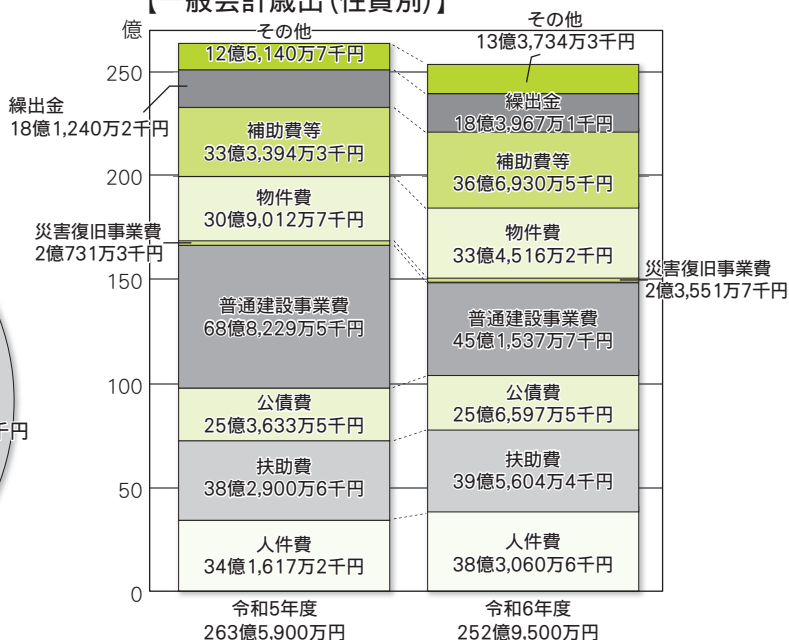 【一般会計歳出(性質別)】
億
250
200
150
100
50
0
その他
12億5,140万7千円
繰出金
18億1,240万2千円
補助費等
33億3,394万3千円
物件費
30億9,012万7千円
災害復旧事業費
2億731万3千円
普通建設事業費
68億8,229万5千円
公債費
25億3,633万5千円
扶助費
38億2,900万6千円
人件費
34億1,617万2千円
令和5年度
263億5,900万円
その他
13億3,734万3千円
繰出金
18億3,967万1千円
補助費等
36億6,930万5千円
物件費
33億4,516万2千円
災害復旧事業費
2億3,551万7千円
普通建設事業費
45億1,537万7千円
公債費
25億6,597万5千円
扶助費
39億5,604万4千円
人件費
38億3,060万6千円
令和6年度
252億9,500万円
千円